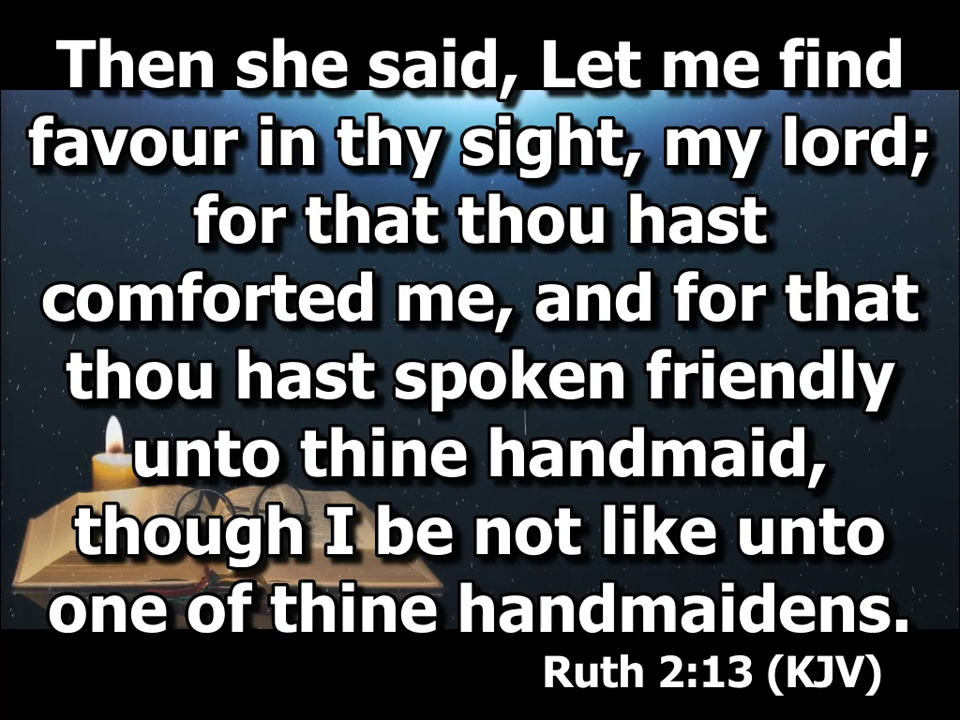 Then she said, Let me find
favour in thy sight, my lord;
for that thou hast
comforted me, and for that
thou hast spoken friendly
unto thine handmaid,
though I be not like unto
one of thine handmaidens.
Ruth 2:13 (KJV)